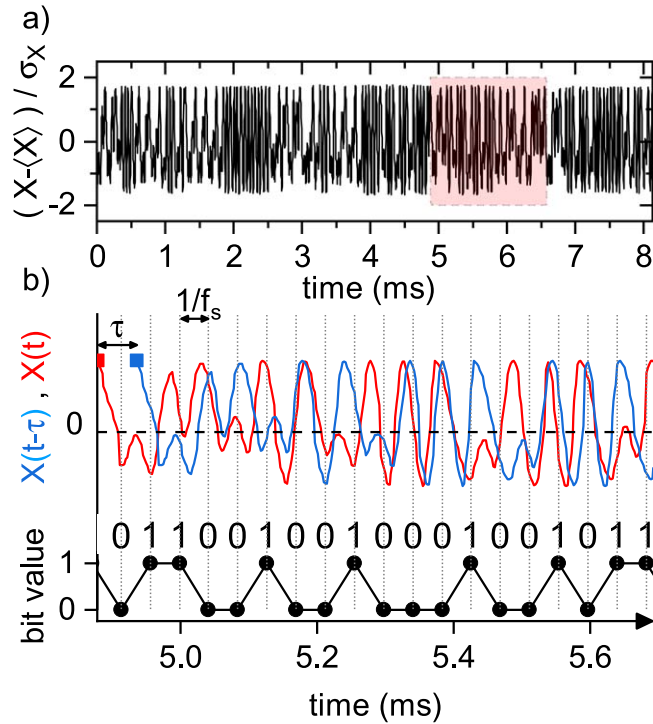 a)
( X-⟨X⟩ ) / σX
2
0
-2
0 1 2 3 4 5 6 7 8
time (ms)
b)
τ
1/fs
X(t-τ) , X(t)
0
0 1 1 0 0 1 0 0 1 0 0 0 1 0 0 1 0 1 1
bit value
1
0
5.0 5.2 5.4 5.6
time (ms)